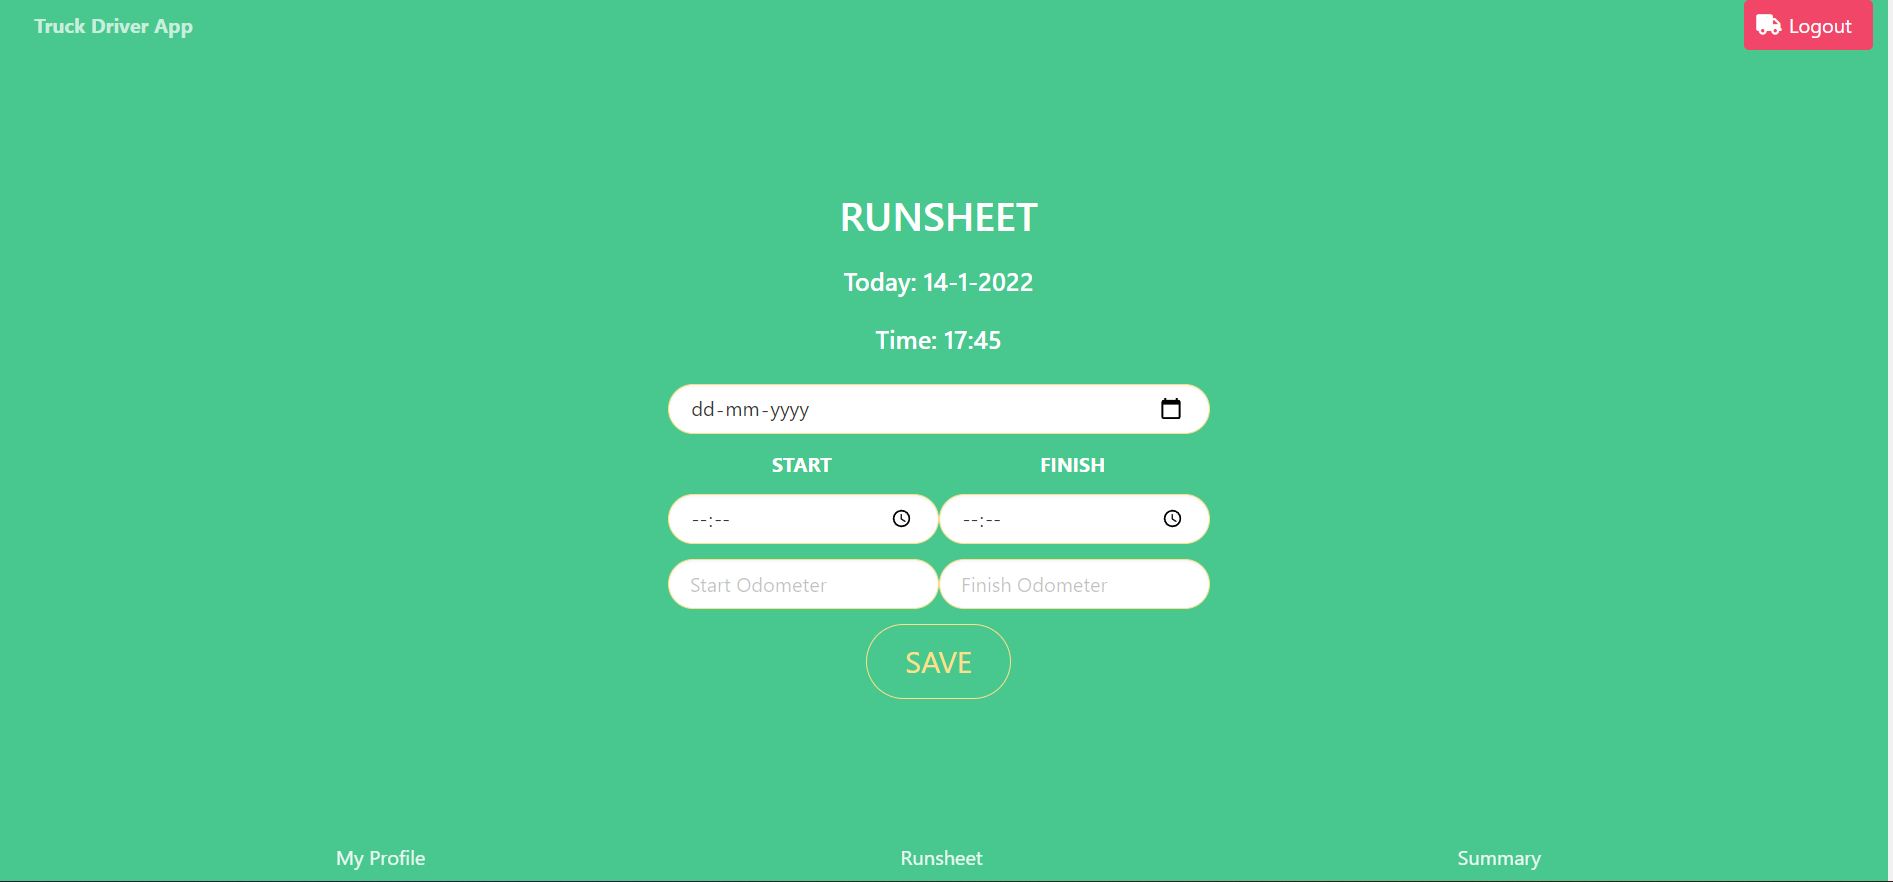 Truck Driver App
Logout
RUNSHEET
Today: 14-1-2022
Time: 17:45
dd-mm-yyyy
START FINISH
--:-- --:--
Start Odometer Finish Odometer
SAVE
My Profile Runsheet Summary